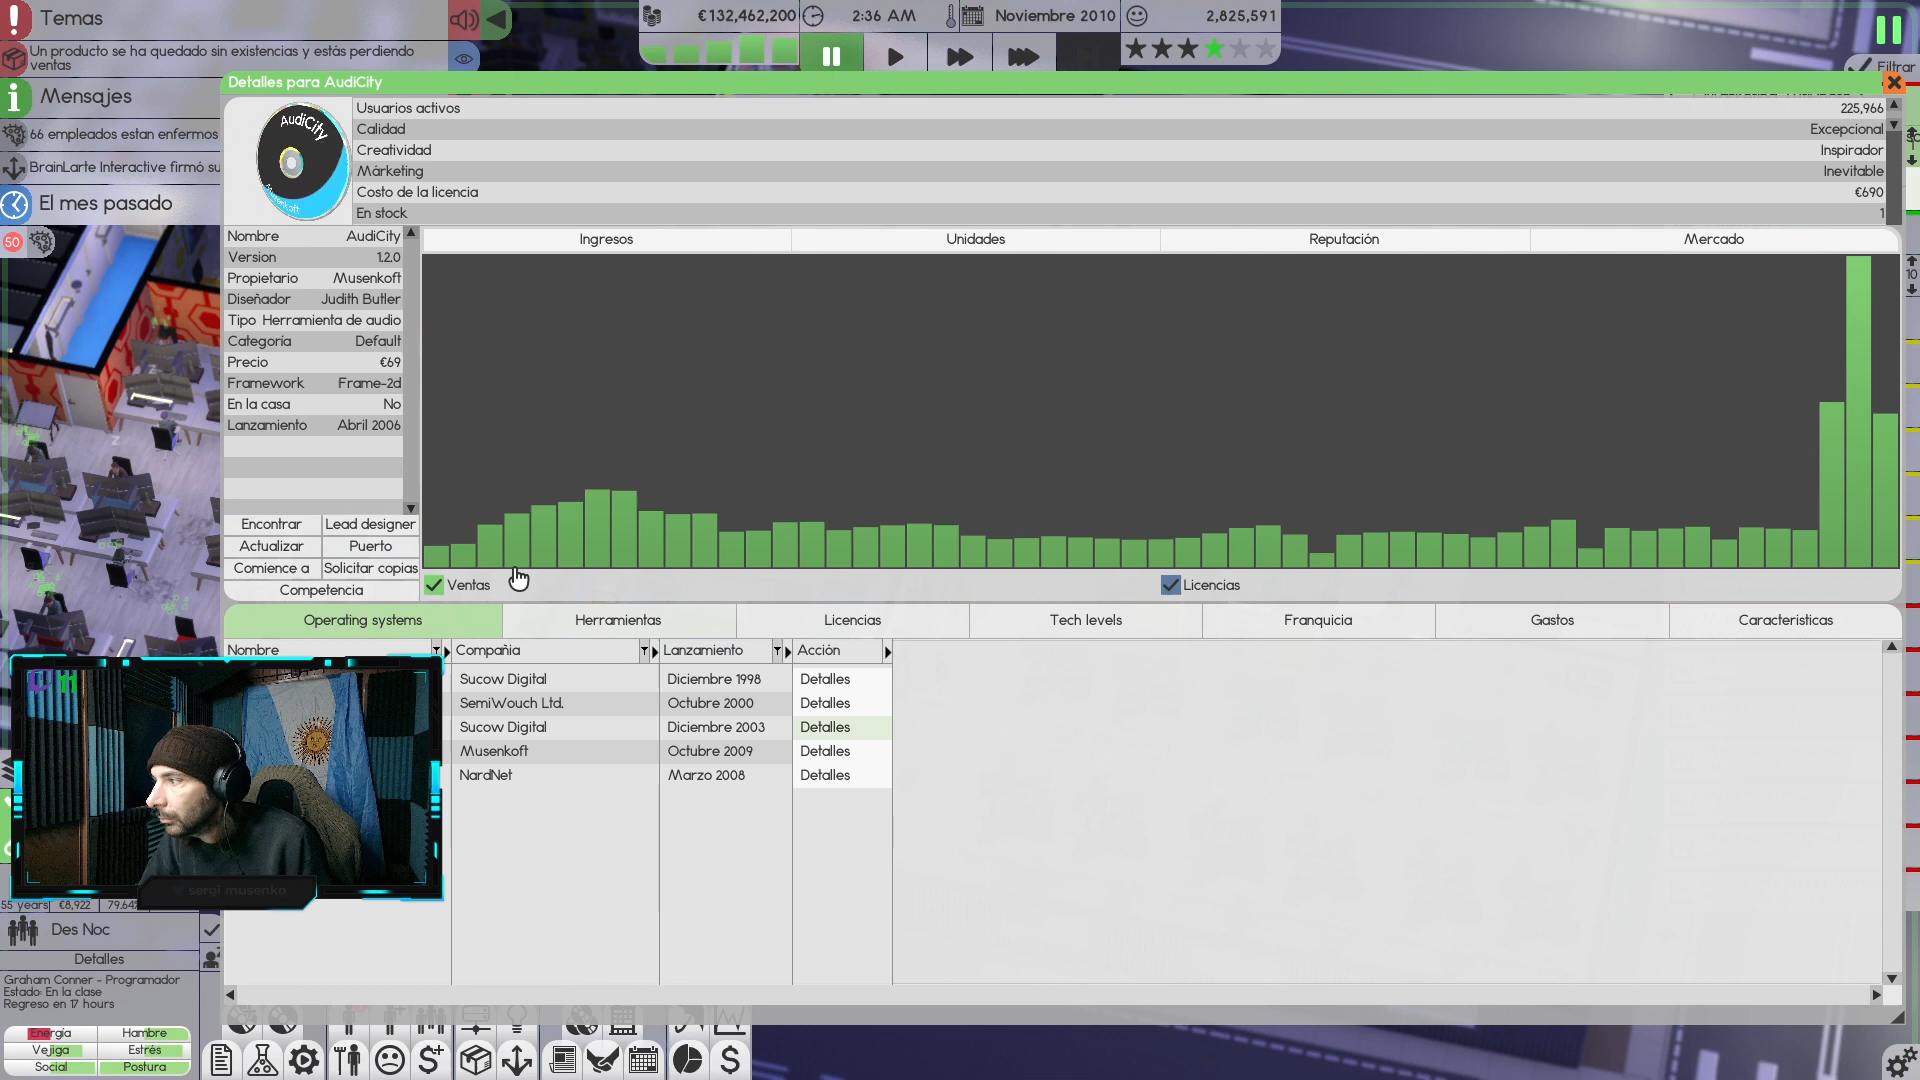 Temas
€132,462,200
2:36 AM
Noviembre 2010
2,825,591
Un producto se ha quedado sin existencias y estás perdiendo
ventas
Filtrar
Detalles para AudiCity
Mensajes
66 empleados estan enfermos
BrainLarte Interactive firmó su
El mes pasado
50
AudiCity
Musenkoft
Usuarios activos 225,966
Calidad Excepcional
Creatividad Inspirador
Márketing Inevitable
Costo de la licencia €690
En stock 1
Nombre AudiCity
Version 1.2.0
Propietario Musenkoft
Diseñador Judith Butler
Tipo Herramienta de audio
Categoría Default
Precio €69
Framework Frame-2d
En la casa No
Lanzamiento Abril 2006
Ingresos Unidades Reputación Mercado
10
Encontrar Lead designer
Actualizar Puerto
Comience a Solicitar copias
Competencia
Ventas Licencias
Operating systems Herramientas Licencias Tech levels Franquicia Gastos Caracteristicas
Nombre Compañia Lanzamiento Acción
Sucow Digital Diciembre 1998 Detalles
SemiWouch Ltd. Octubre 2000 Detalles
Sucow Digital Diciembre 2003 Detalles
Musenkoft Octubre 2009 Detalles
NardNet Marzo 2008 Detalles
sergi musenko
55 years €8,922
Des Noc
Detalles
Graham Conner - Programador
Estado: En la clase
Regreso en 17 hours
Energía Hambre
Vejiga Estrés
Social Postura